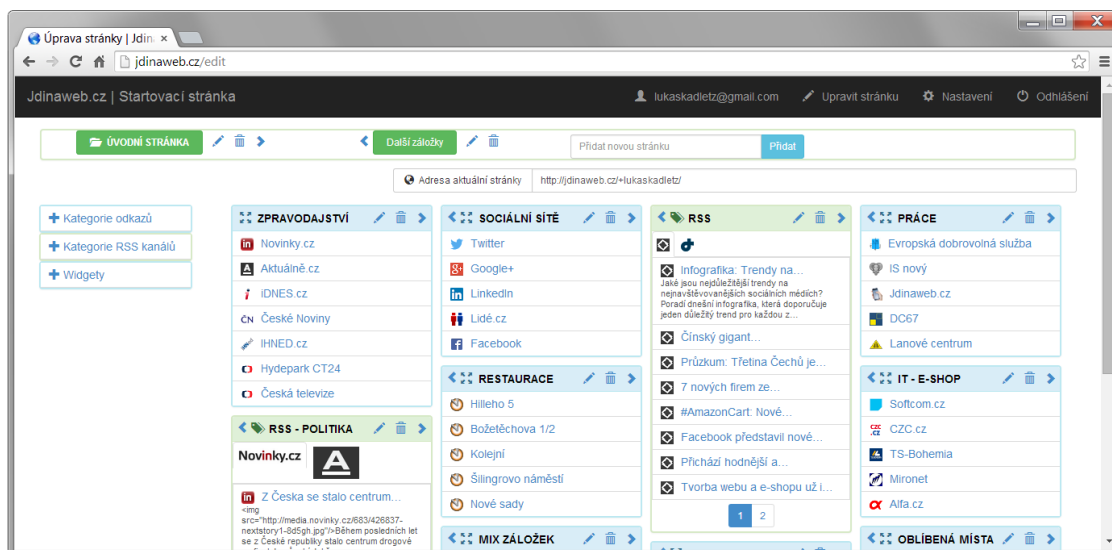 Úprava stránky | Jdin
jdinaweb.cz/edit
Jdinaweb.cz | Startovací stránka
lukaskadletz@gmail.com
Upravit stránku
Nastavení
Odhlášení
ÚVODNÍ STRÁNKA
Další záložky
Přidat novou stránku
Přidat
Adresa aktuální stránky
http://jdinaweb.cz/+lukaskadletz/
Kategorie odkazů
Kategorie RSS kanálů
Widgety
ZPRAVODAJSTVÍ
Novinky.cz
Aktuálně.cz
iDNES.cz
ČN České Noviny
IHNED.cz
Hydepark CT24
Česká televize
RSS - POLITIKA
Novinky.cz
Z Česka se stalo centrum...
<img
src="http://media.novinky.cz/683/426837-
nextstory1-8d5gh.jpg"/>Během posledních let
se z České republiky stalo centrum drogové
SOCIÁLNÍ SÍTĚ
Twitter
Google+
LinkedIn
Lidé.cz
Facebook
RESTAURACE
Hilleho 5
Božetěchova 1/2
Kolejní
Šilingrovo náměstí
Nové sady
MIX ZÁLOŽEK
RSS
Infografika: Trendy na...
Jaké jsou nejdůležitější trendy na
nejnavštěvovanějších sociálních médiích?
Poradí dnešní infografika, která doporučuje
jeden důležitý trend pro každou z...
Čínský gigant...
Průzkum: Třetina Čechů je...
7 nových firem ze...
#AmazonCart: Nové...
Facebook představil nové...
Přichází hodnější a...
Tvorba webu a e-shopu už i...
1 2
PRÁCE
Evropská dobrovolná služba
IS nový
Jdinaweb.cz
DC67
Lanové centrum
IT - E-SHOP
Softcom.cz
CZC.cz
TS-Bohemia
Mironet
Alfa.cz
OBLÍBENÁ MÍSTA